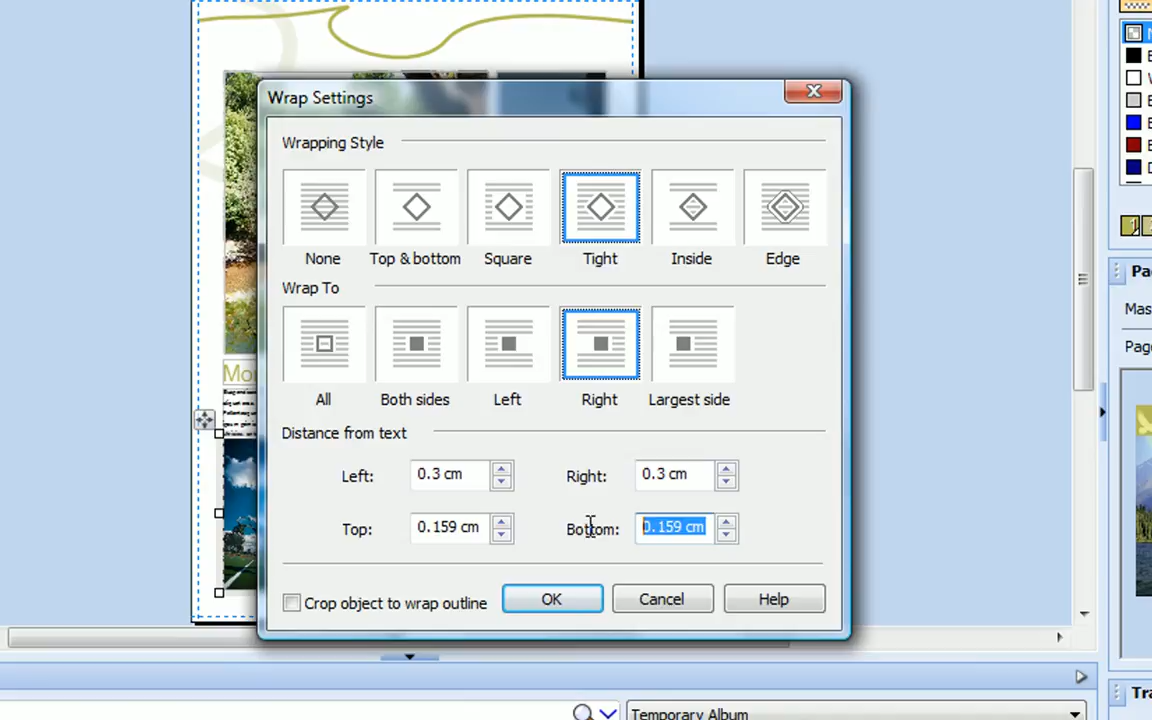 Wrap Settings
Wrapping Style
None Top & bottom Square Tight Inside Edge
Wrap To
All Both sides Left Right Largest side
Distance from text
Left: 0.3 cm Right: 0.3 cm
Top: 0.159 cm Bottom: 0.159 cm
Crop object to wrap outline OK Cancel Help
Temporary Album